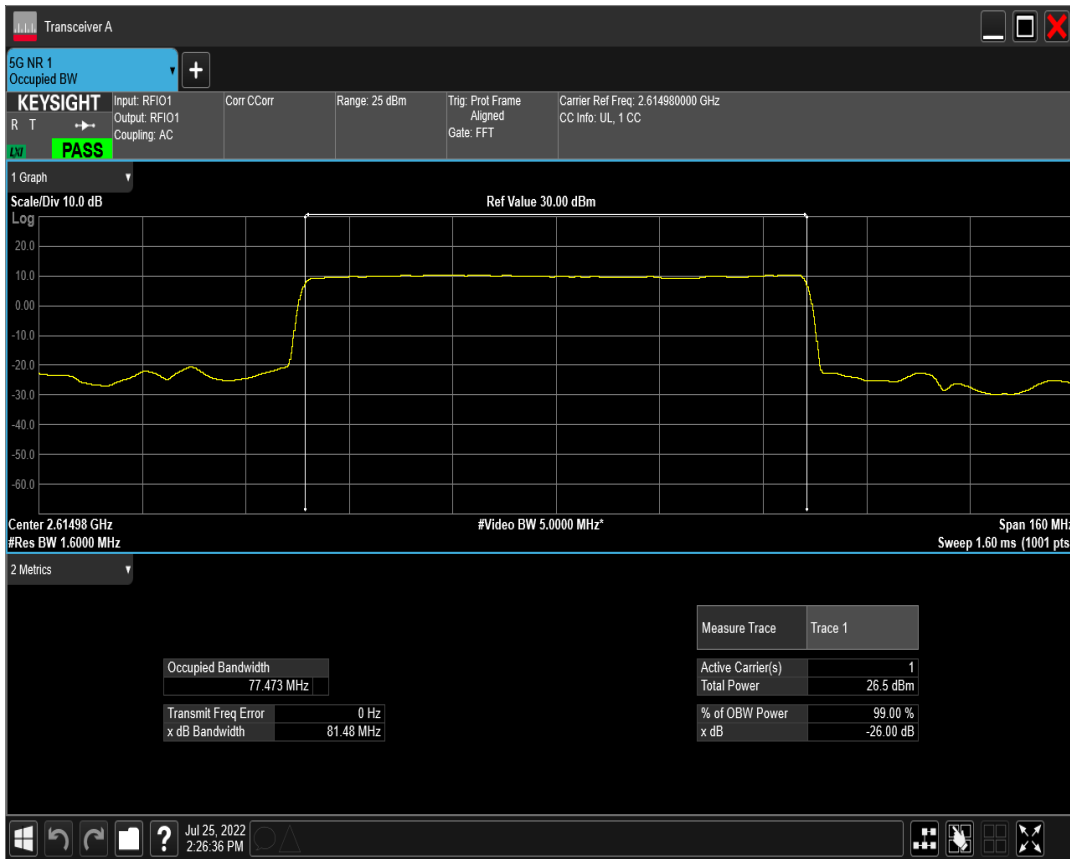 Transceiver A
5G NR 1
Occupied BW
KEYSIGHT
R T
LXI
PASS
Input: RFIO1
Output: RFIO1
Coupling: AC
Corr CCorr
Range: 25 dBm
Trig: Prot Frame
Aligned
Gate: FFT
Carrier Ref Freq: 2.614980000 GHz
CC Info: UL, 1 CC
1 Graph
Scale/Div 10.0 dB
Ref Value 30.00 dBm
Log
20.0
10.0
0.00
-10.0
-20.0
-30.0
-40.0
-50.0
-60.0
Center 2.61498 GHz
#Video BW 5.0000 MHz*
Span 160 MHz
#Res BW 1.6000 MHz
Sweep 1.60 ms (1001 pts
2 Metrics
Measure Trace Trace 1
Occupied Bandwidth
77.473 MHz
Active Carrier(s) 1
Total Power 26.5 dBm
Transmit Freq Error 0 Hz
x dB Bandwidth 81.48 MHz
% of OBW Power 99.00 %
x dB -26.00 dB
?
Jul 25, 2022
2:26:36 PM